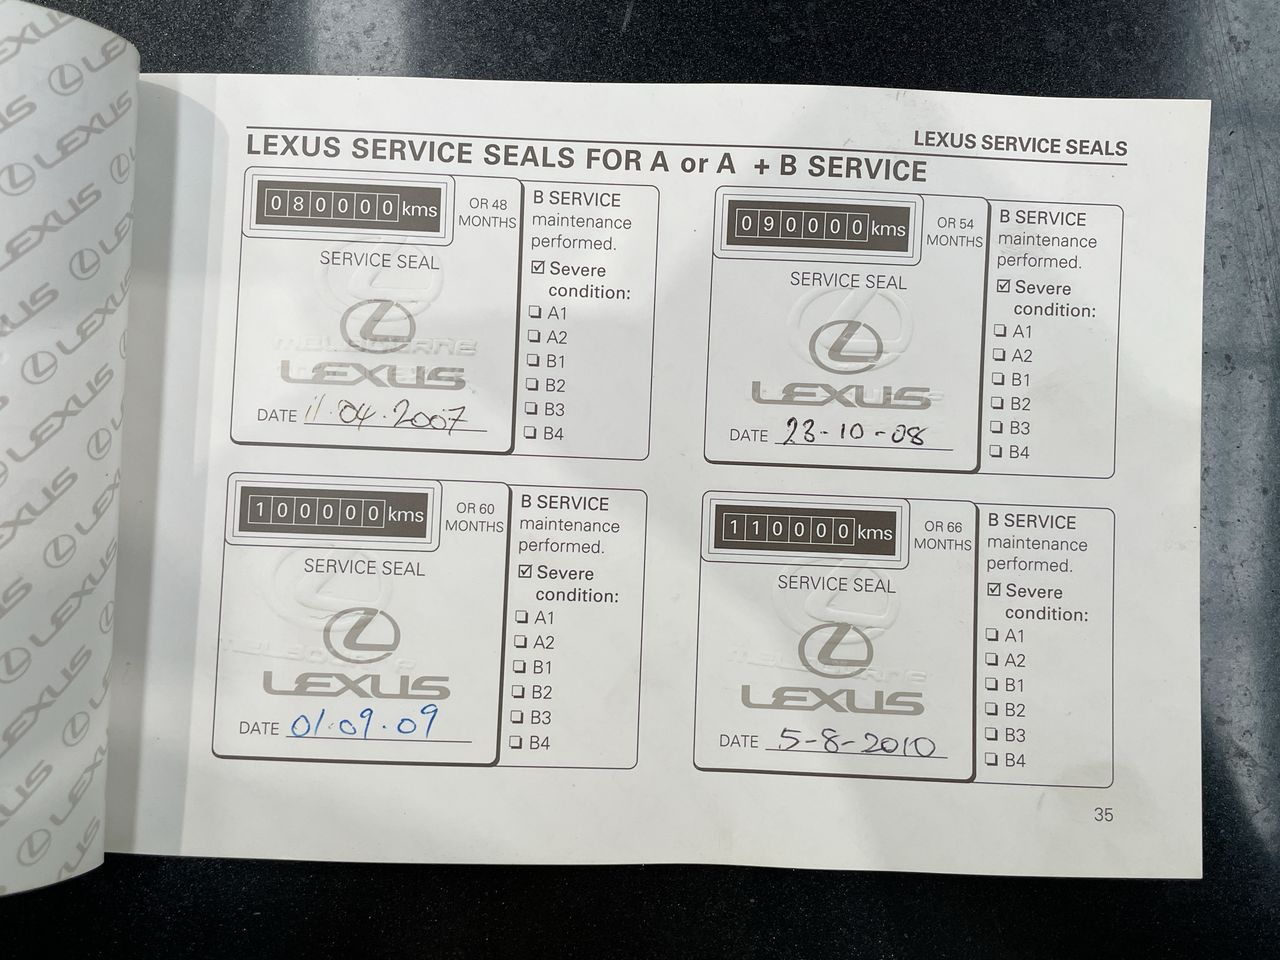 LEXUS SERVICE SEALS
LEXUS SERVICE SEALS FOR A or A + B SERVICE
080000 kms
OR 48
MONTHS
SERVICE SEAL
MELBOURNE
LEXUS
DATE 11.04.2007
B SERVICE
maintenance
performed.
☑ Severe
condition:
❏ A1
❏ A2
❏ B1
❏ B2
❏ B3
❏ B4
090000 kms
OR 54
MONTHS
SERVICE SEAL
LEXUS
DATE 23-10-08
B SERVICE
maintenance
performed.
☑ Severe
condition:
❏ A1
❏ A2
❏ B1
❏ B2
❏ B3
❏ B4
100000 kms
OR 60
MONTHS
SERVICE SEAL
MELBOURNE
LEXUS
DATE 01.09.09
B SERVICE
maintenance
performed.
☑ Severe
condition:
❏ A1
❏ A2
❏ B1
❏ B2
❏ B3
❏ B4
110000 kms
OR 66
MONTHS
SERVICE SEAL
MELBOURNE
LEXUS
DATE 5-8-2010
B SERVICE
maintenance
performed.
☑ Severe
condition:
❏ A1
❏ A2
❏ B1
❏ B2
❏ B3
❏ B4
35